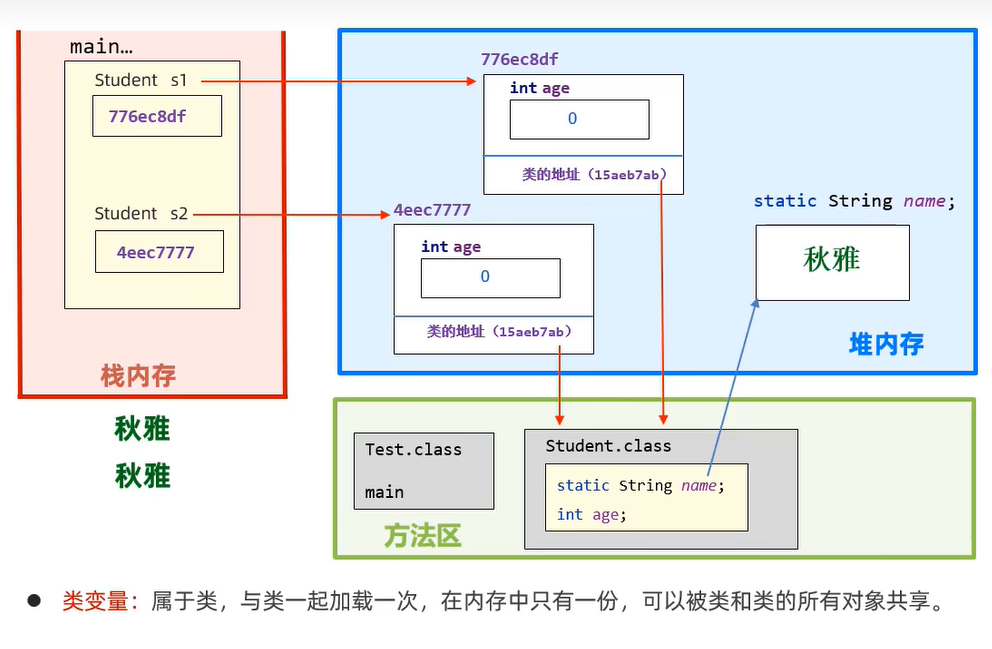 main…
Student s1
776ec8df
Student s2
4eec7777
栈内存
秋雅
秋雅
776ec8df
int age
0
类的地址（15aeb7ab）
4eec7777
int age
0
类的地址（15aeb7ab）
static String name;
秋雅
堆内存
Test.class
main
方法区
Student.class
static String name;
int age;
● 类变量：属于类，与类一起加载一次，在内存中只有一份，可以被类和类的所有对象共享。